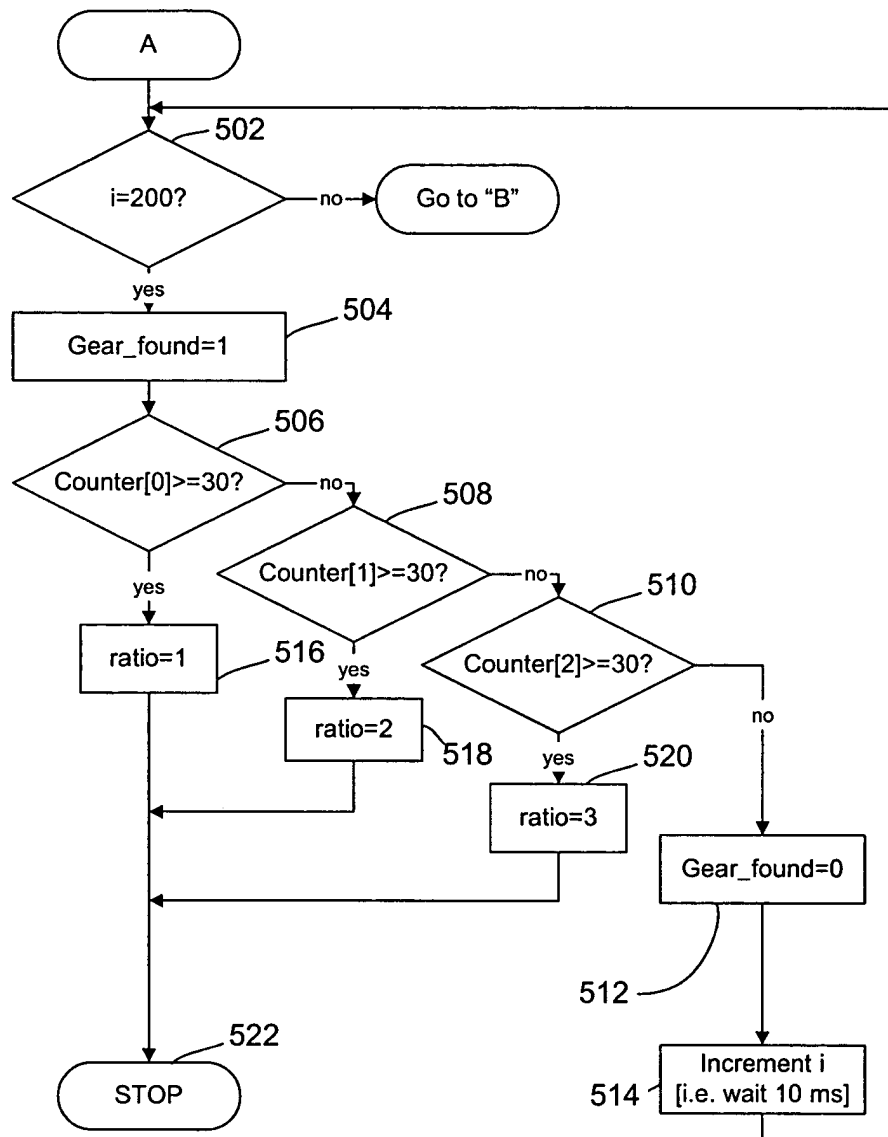 A
502
i=200?
no
Go to “B”
yes
504
Gear_found=1
506
Counter[0]>=30?
no
508
Counter[1]>=30?
no
510
Counter[2]>=30?
yes
ratio=1
516
yes
ratio=2
518
yes
520
ratio=3
no
Gear_found=0
512
522
STOP
514
Increment i
[i.e. wait 10 ms]